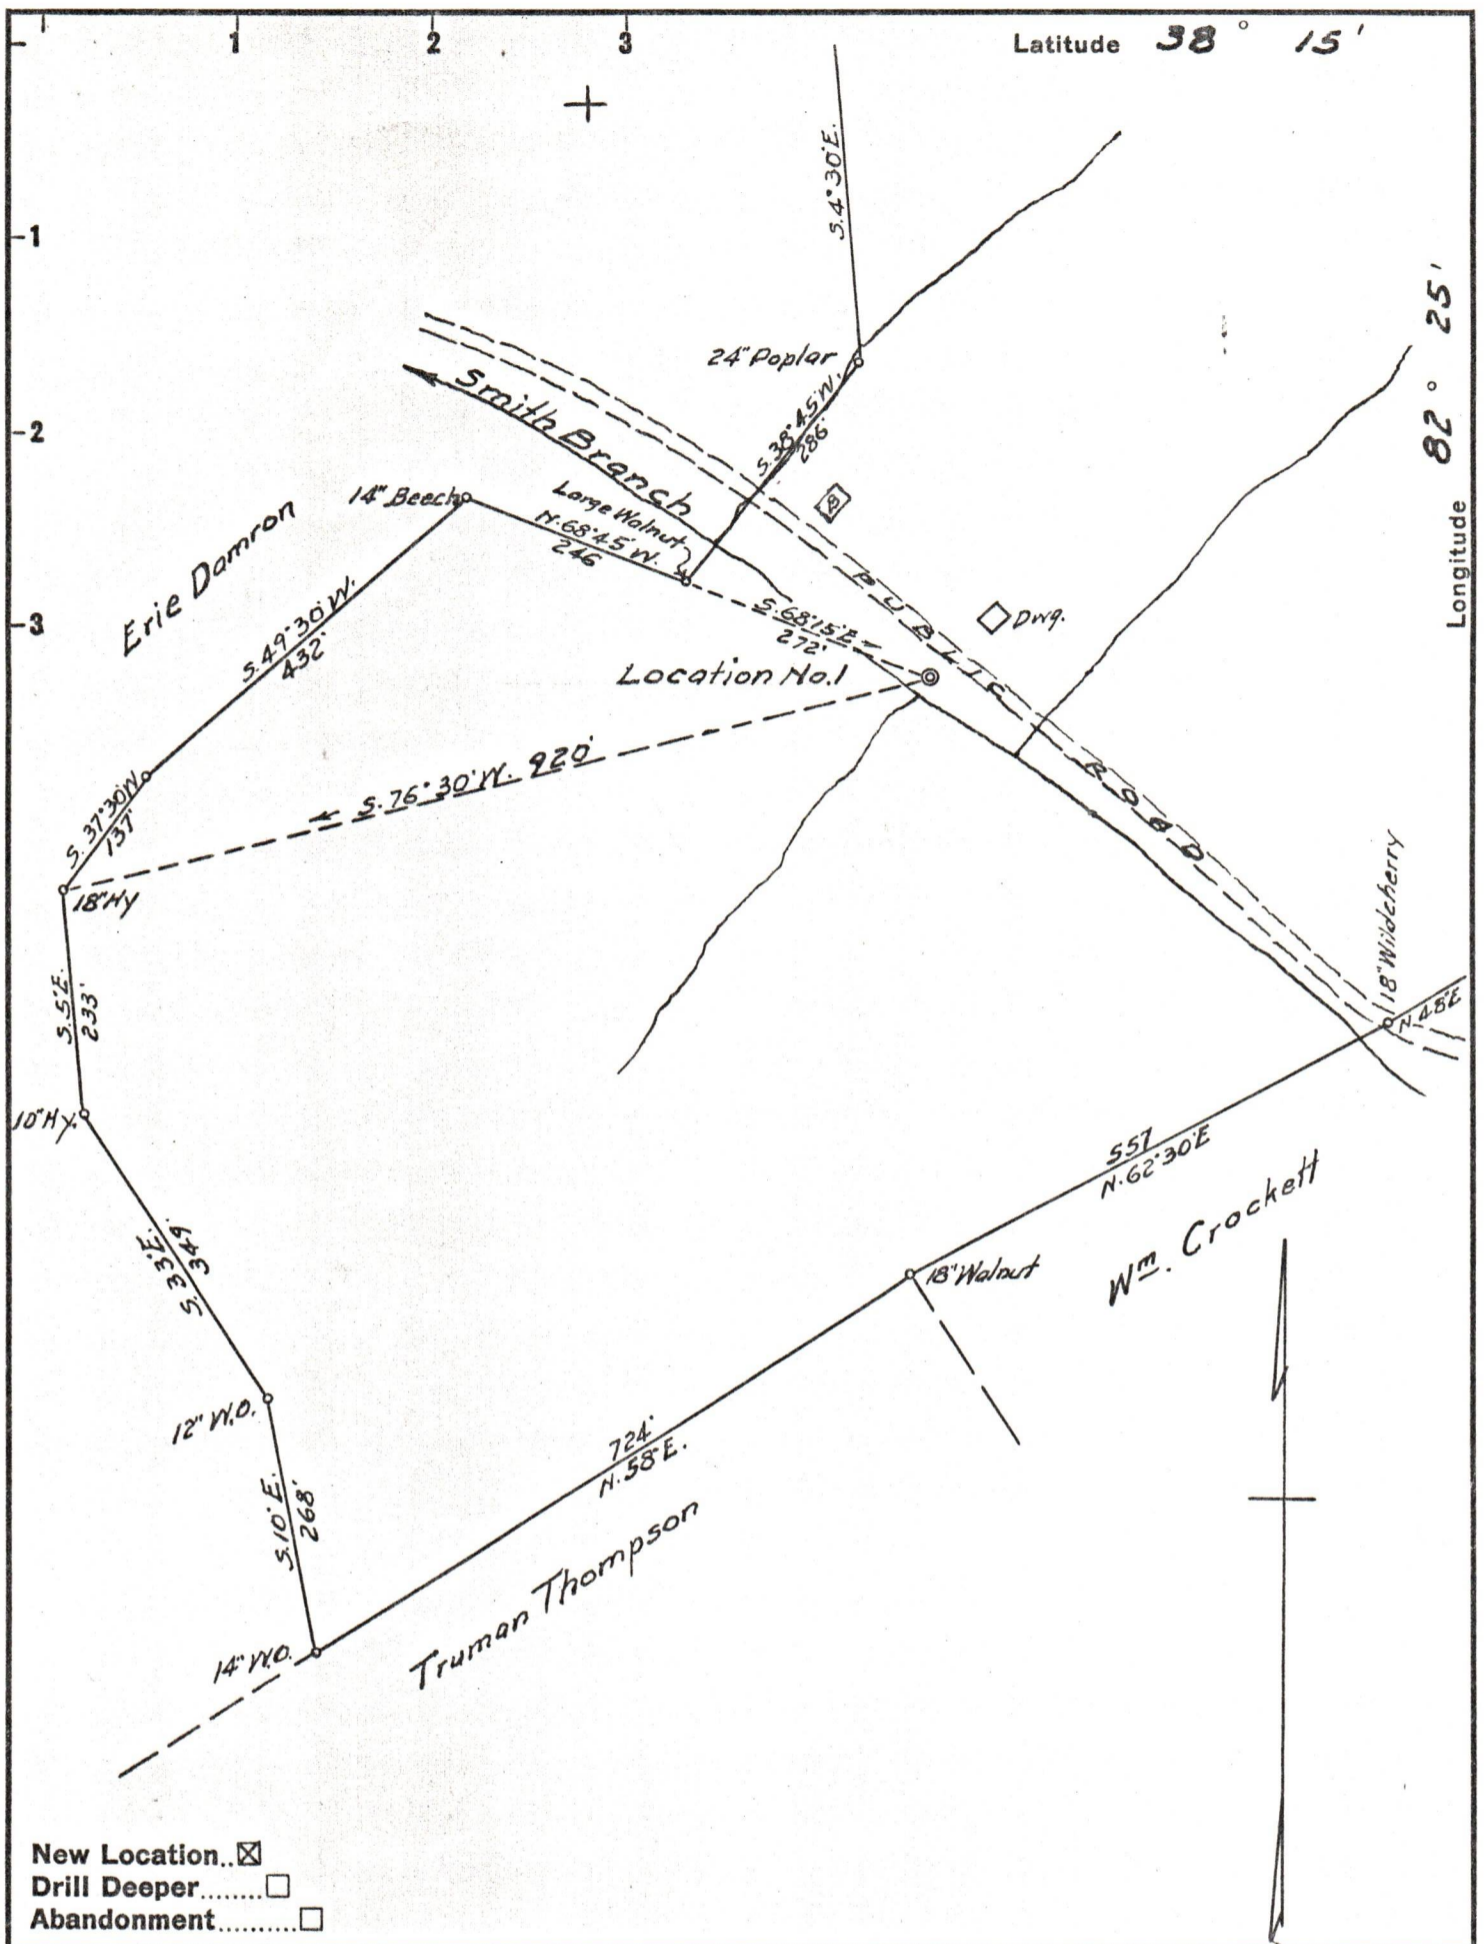 1 2 3
Latitude 38° 15'
-1
-2
-3
Longitude 82° 25'
S.4°30'E.
24" Poplar
S.38°45'W.
286'
Smith Branch
14" Beech
Large Walnut
N.68°45'W.
246
Erie Damron
S.49°30'W.
432'
PUBLIC ROAD
Dwg.
S.68°15'E
272'
Location No.1
S.76°30'W. 920'
S.37°30'W.
137'
18" Hy
S.5°E.
233'
10" Hy.
18" Wildcherry
N.48°E
557
N.62°30'E
Wm. Crockett
S.33°E.
349'
18" Walnut
12" W.O.
724'
N.58°E.
S.10°E.
268'
Truman Thompson
14" W.O.
New Location..☒
Drill Deeper........☐
Abandonment..........☐